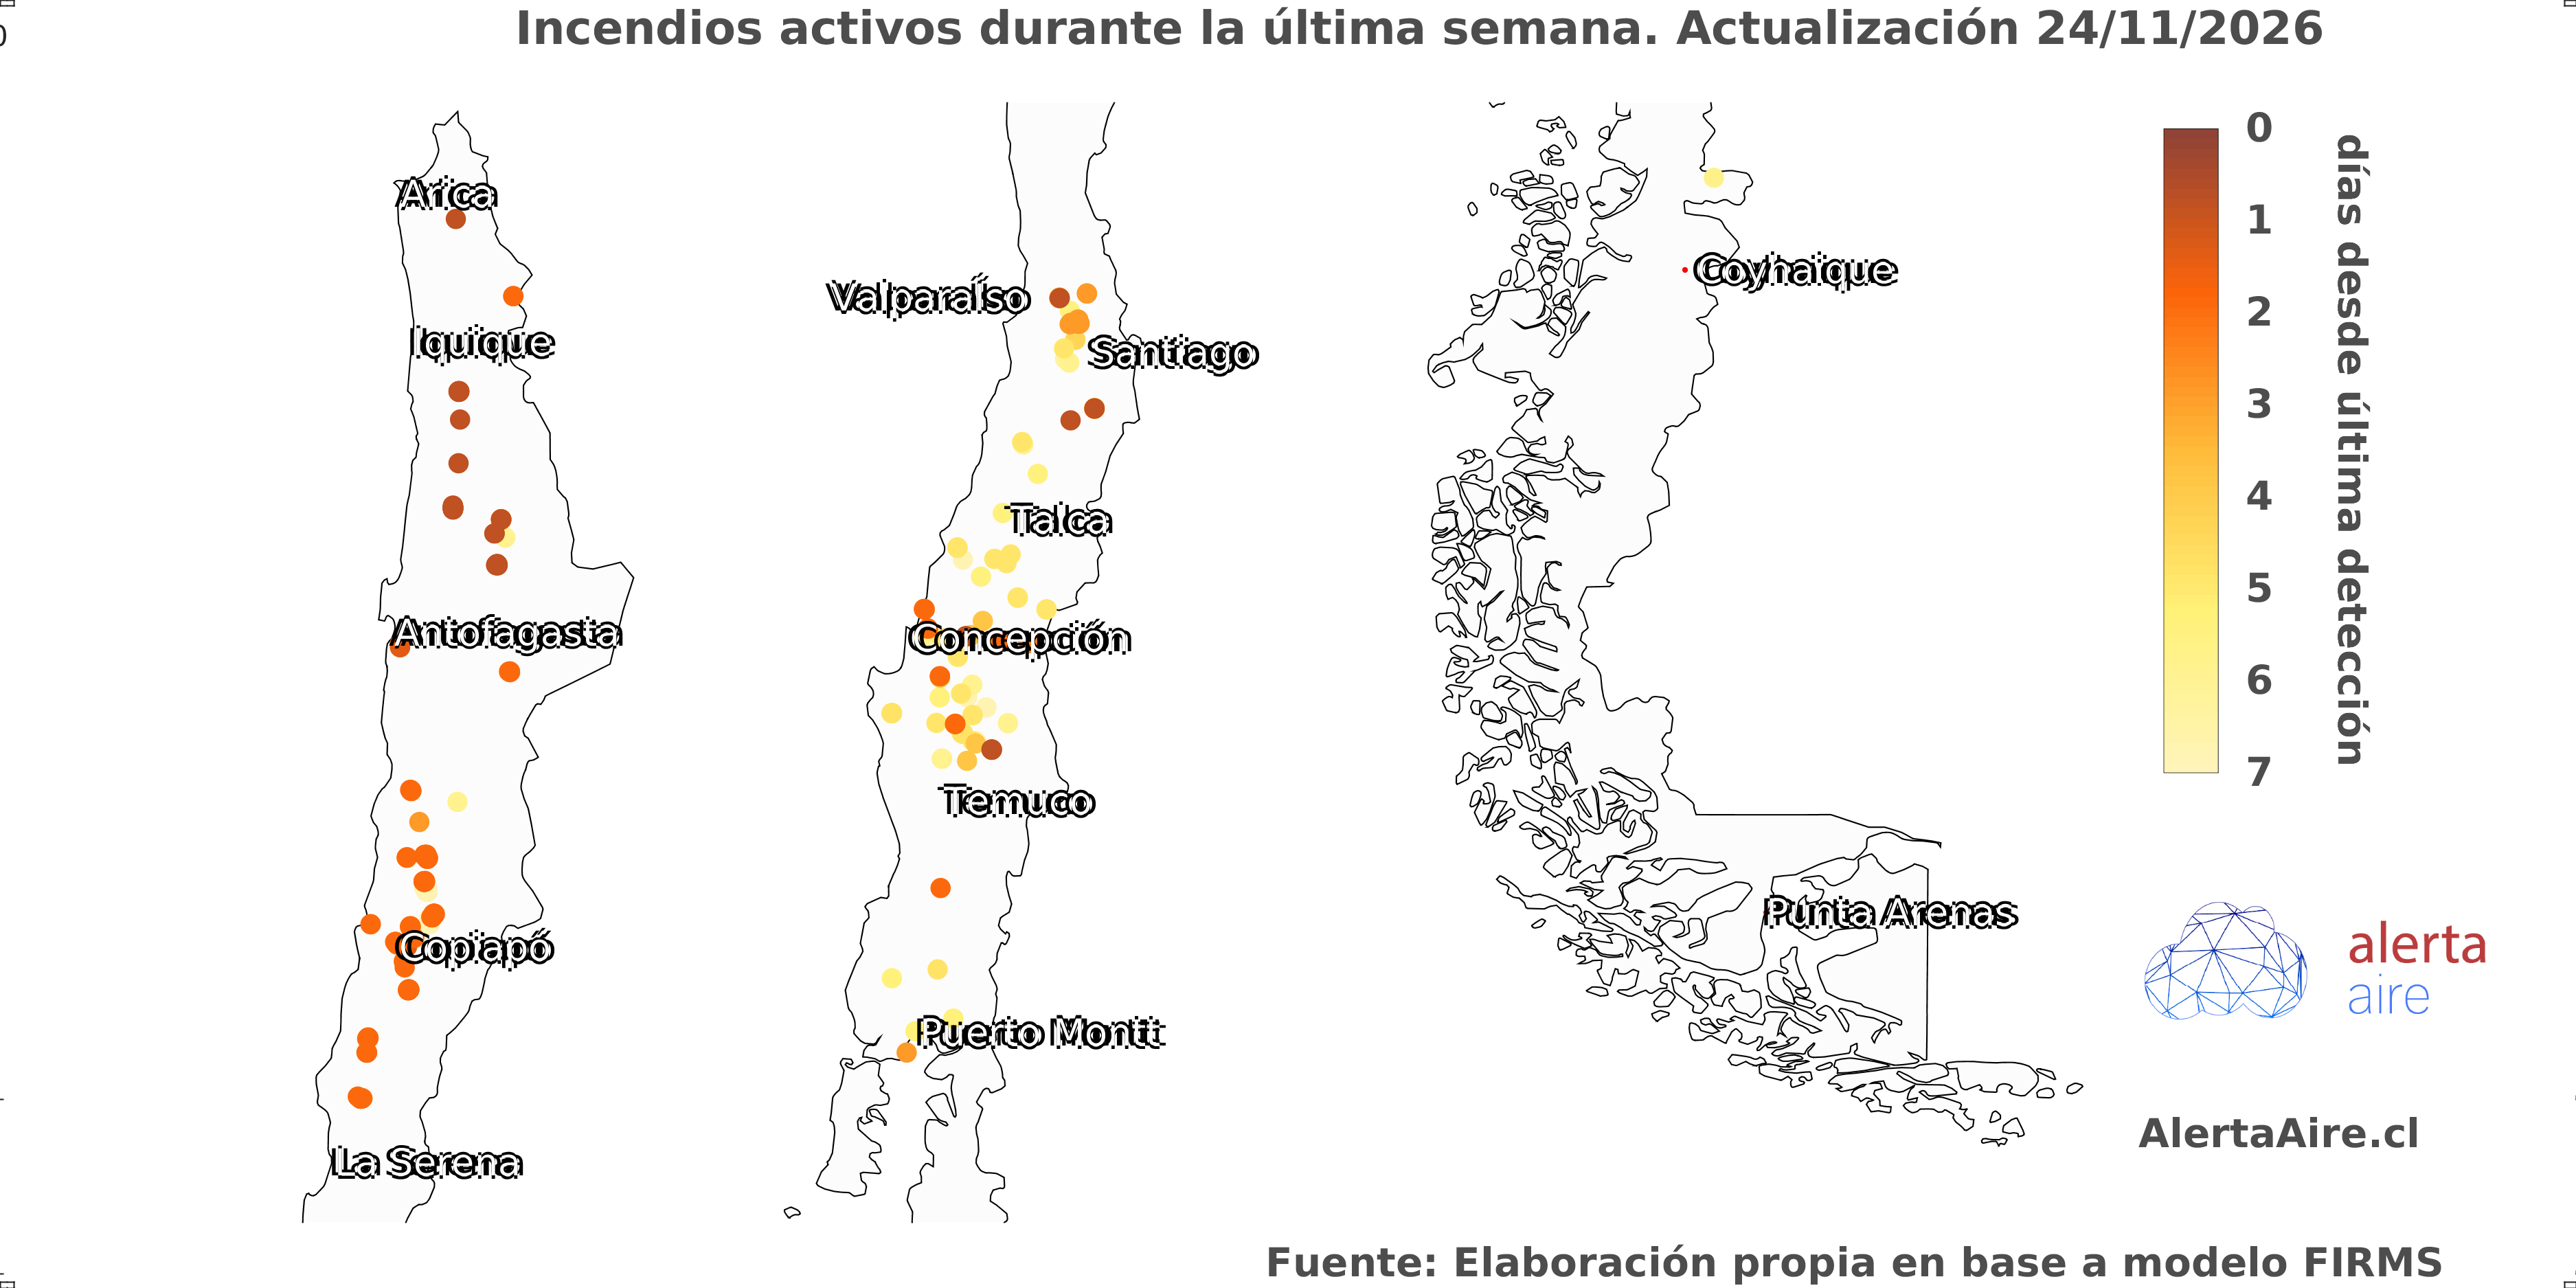 Incendios activos durante la última semana. Actualización 24/11/2026
Arica
Iquique
Antofagasta
Copiapó
La Serena
Valparaíso
Santiago
Talca
Concepción
Temuco
Puerto Montt
Coyhaique
Punta Arenas
0
1
2
3
4
5
6
7
días desde última detección
alerta
aire
AlertaAire.cl
Fuente: Elaboración propia en base a modelo FIRMS